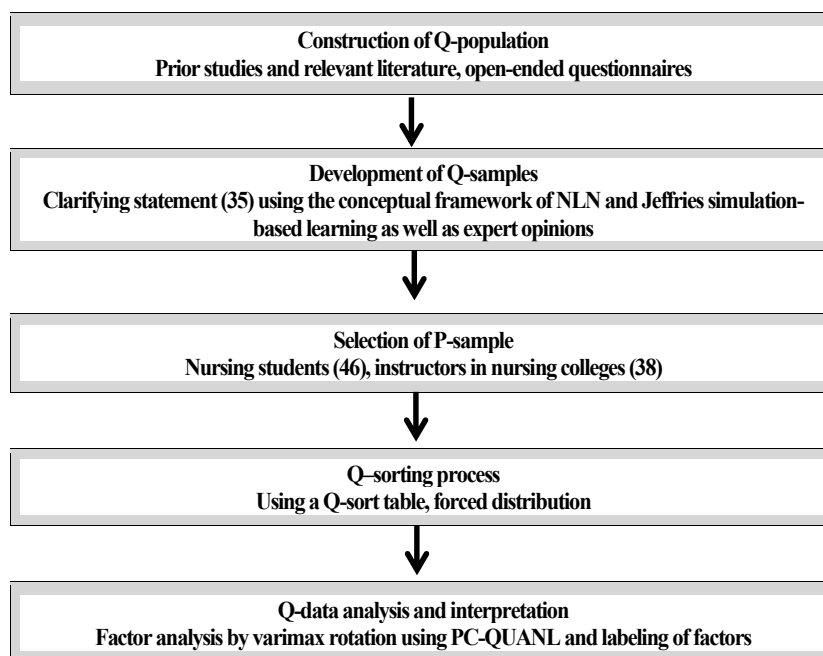 Construction of Q-population
Prior studies and relevant literature, open-ended questionnaires
Development of Q-samples
Clarifying statement (35) using the conceptual framework of NLN and Jeffries simulation-
based learning as well as expert opinions
Selection of P-sample
Nursing students (46), instructors in nursing colleges (38)
Q–sorting process
Using a Q-sort table, forced distribution
Q-data analysis and interpretation
Factor analysis by varimax rotation using PC-QUANL and labeling of factors